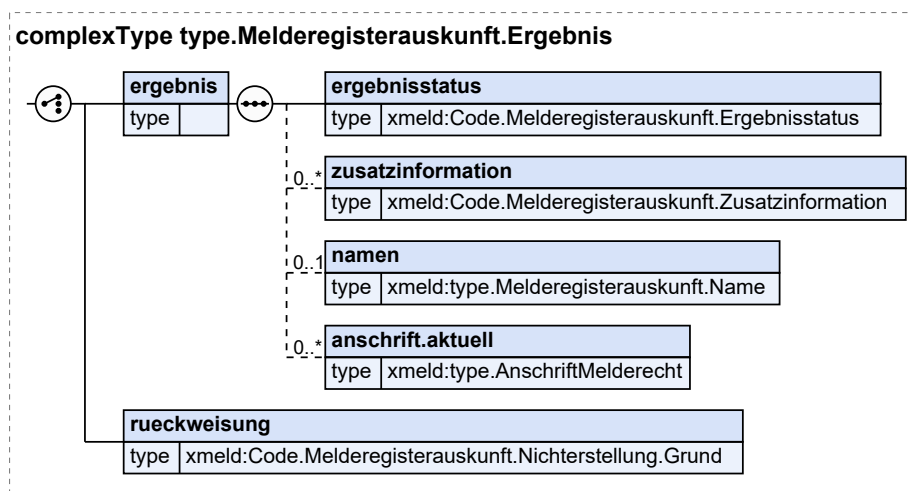 complexType type.Melderegisterauskunft.Ergebnis
ergebnis
type
ergebnisstatus
type xmeld:Code.Melderegisterauskunft.Ergebnisstatus
0..* zusatzinformation
type xmeld:Code.Melderegisterauskunft.Zusatzinformation
0..1 namen
type xmeld:type.Melderegisterauskunft.Name
0..* anschrift.aktuell
type xmeld:type.AnschriftMelderecht
rueckweisung
type xmeld:Code.Melderegisterauskunft.Nichterstellung.Grund